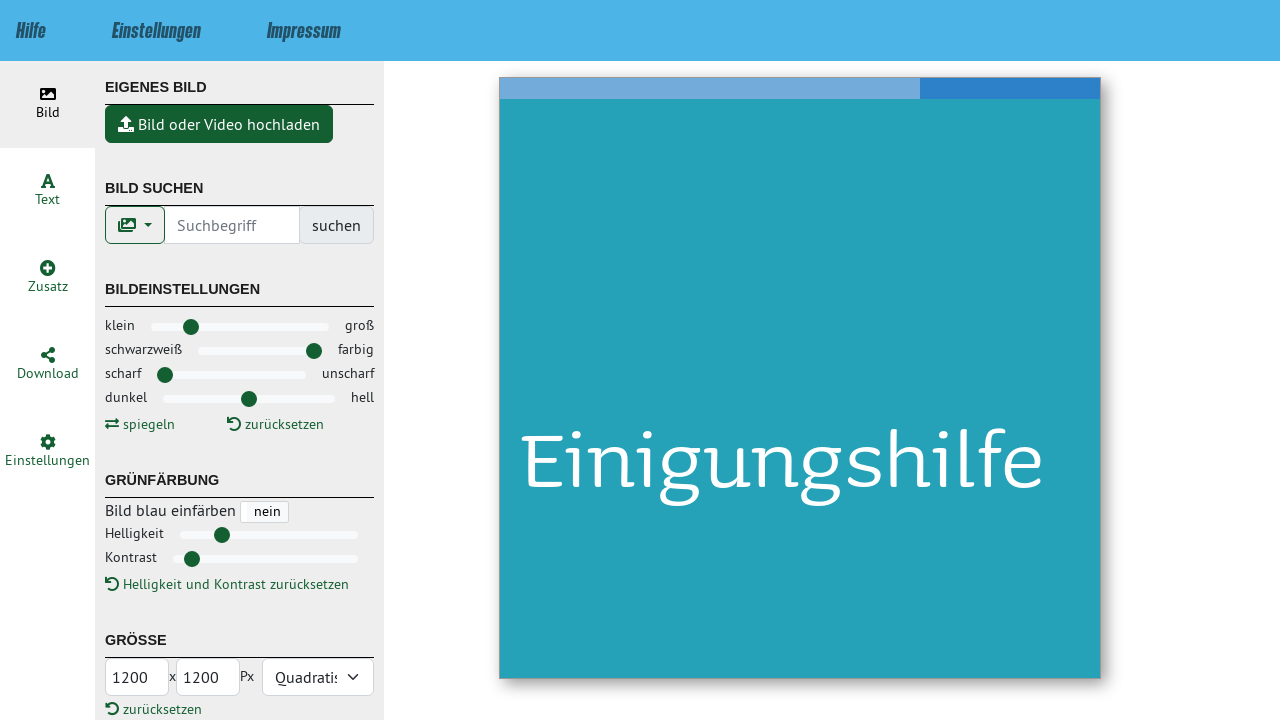 Hilfe Einstellungen Impressum
Bild
Text
Zusatz
Download
Einstellungen
EIGENES BILD
Bild oder Video hochladen
BILD SUCHEN
Suchbegriff suchen
BILDEINSTELLUNGEN
klein groß
schwarzweiß farbig
scharf unscharf
dunkel hell
spiegeln zurücksetzen
GRÜNFÄRBUNG
Bild blau einfärben nein
Helligkeit
Kontrast
Helligkeit und Kontrast zurücksetzen
GRÖSSE
1200 x 1200 Px Quadratis
zurücksetzen
Einigungshilfe